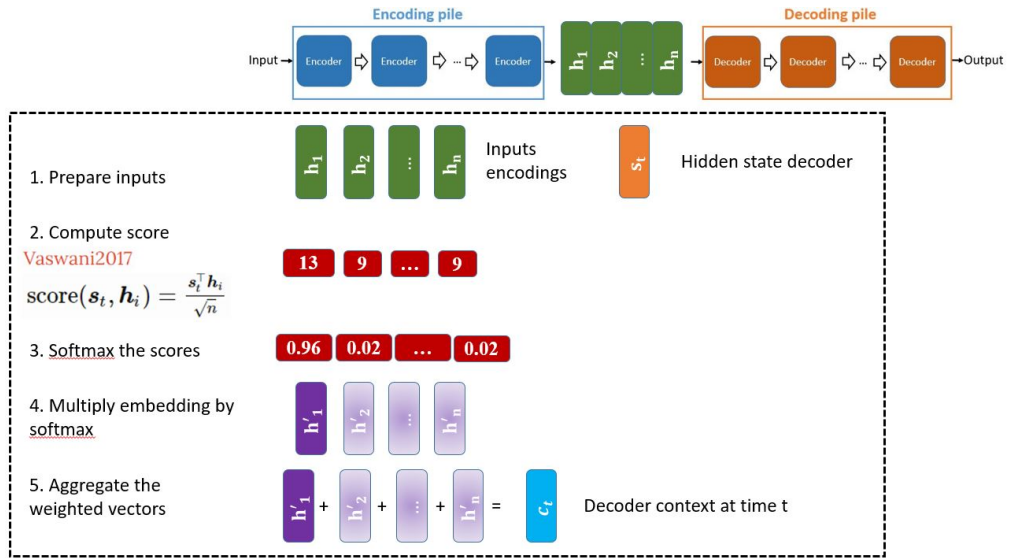 Encoding pile
Decoding pile
Input
Encoder
Encoder
...
Encoder
h1
h2
...
hn
Decoder
Decoder
...
Decoder
Output
1. Prepare inputs
h1
h2
...
hn
Inputs
encodings
st
Hidden state decoder
2. Compute score
Vaswani2017
score(st, hi) = st⊤hi / √n
13
9
...
9
3. Softmax the scores
0.96
0.02
...
0.02
4. Multiply embedding by
softmax
h'1
h'2
...
h'n
5. Aggregate the
weighted vectors
h'1 + h'2 + ... + h'n = ct
Decoder context at time t